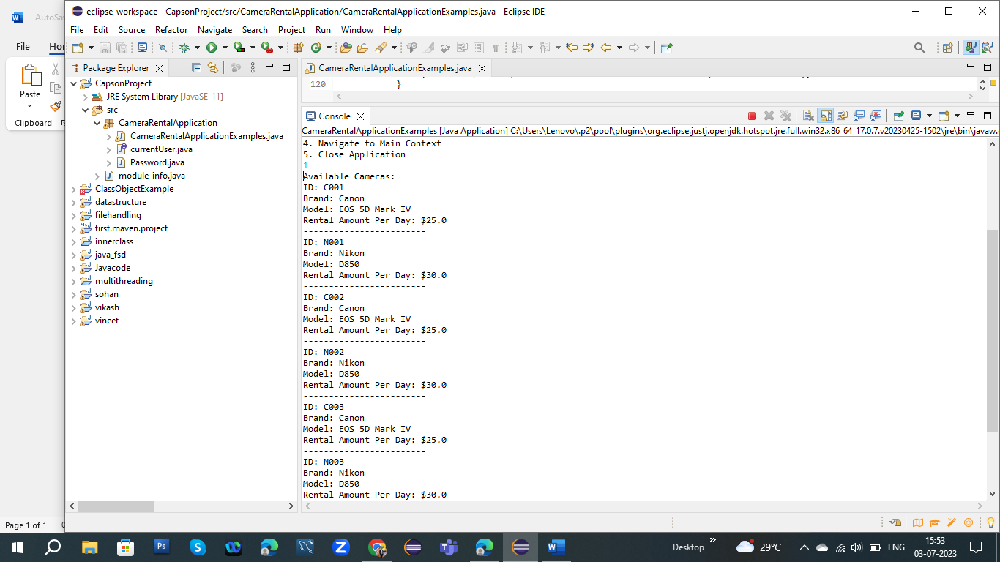 AutoSa
eclipse-workspace - CapsonProject/src/CameraRentalApplication/CameraRentalApplicationExamples.java - Eclipse IDE
File Edit Source Refactor Navigate Search Project Run Window Help
File
Paste
Clipboard
Page 1 of 1
Package Explorer
CapsonProject
JRE System Library [JavaSE-11]
src
CameraRentalApplication
CameraRentalApplicationExamples.java
currentUser.java
Password.java
module-info.java
ClassObjectExample
datastructure
filehandling
first.maven.project
innerclass
java_fsd
Javacode
multithreading
sohan
vikash
vineet
CameraRentalApplicationExamples.java
120 }
Console
CameraRentalApplicationExamples [Java Application] C:\Users\Lenovo\.p2\pool\plugins\org.eclipse.justj.openjdk.hotspot.jre.full.win32.x86_64_17.0.7.v20230425-1502\jre\bin\javaw.
4. Navigate to Main Context
5. Close Application
1
Available Cameras:
ID: C001
Brand: Canon
Model: EOS 5D Mark IV
Rental Amount Per Day: $25.0
------------------------
ID: N001
Brand: Nikon
Model: D850
Rental Amount Per Day: $30.0
------------------------
ID: C002
Brand: Canon
Model: EOS 5D Mark IV
Rental Amount Per Day: $25.0
------------------------
ID: N002
Brand: Nikon
Model: D850
Rental Amount Per Day: $30.0
------------------------
ID: C003
Brand: Canon
Model: EOS 5D Mark IV
Rental Amount Per Day: $25.0
------------------------
ID: N003
Brand: Nikon
Model: D850
Rental Amount Per Day: $30.0
Desktop
29°C
ENG
15:53
03-07-2023